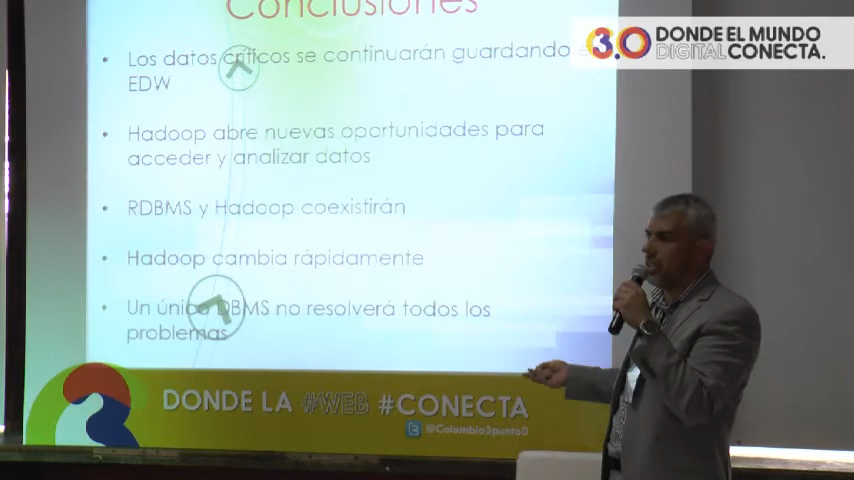 Conclusiones
• Los datos críticos se continuarán guardando
EDW
• Hadoop abre nuevas oportunidades para
acceder y analizar datos
• RDBMS y Hadoop coexistirán
• Hadoop cambia rápidamente
• Un único DBMS no resolverá todos los
problemas
3.0 DONDE EL MUNDO
DIGITAL CONECTA.
3
DONDE LA #WEB #CONECTA
@Colombia3punto0